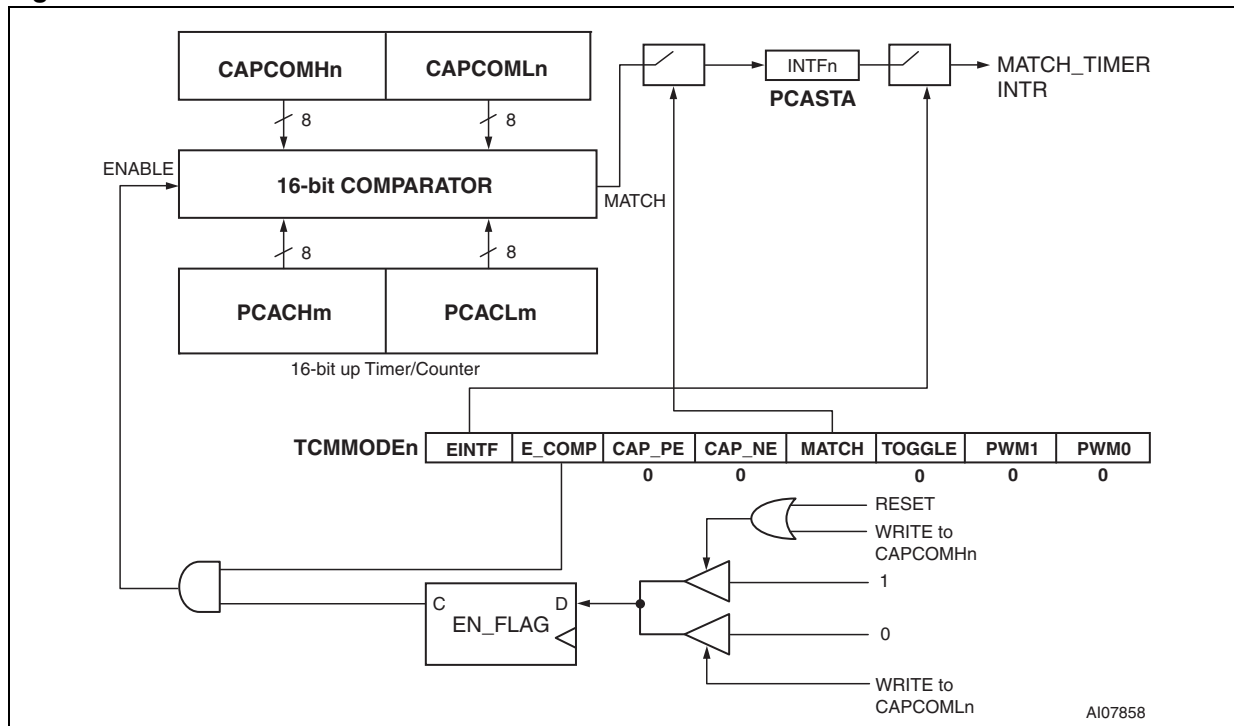 CAPCOMHn CAPCOMLn
INTFn
PCASTA
MATCH_TIMER
INTR
8 8
ENABLE
16-bit COMPARATOR
MATCH
8 8
PCACHm PCACLm
16-bit up Timer/Counter
TCMMODEn EINTF E_COMP CAP_PE CAP_NE MATCH TOGGLE PWM1 PWM0
0 0 0 0 0
RESET
WRITE to
CAPCOMHn
1
C D
EN_FLAG
0
WRITE to
CAPCOMLn
AI07858